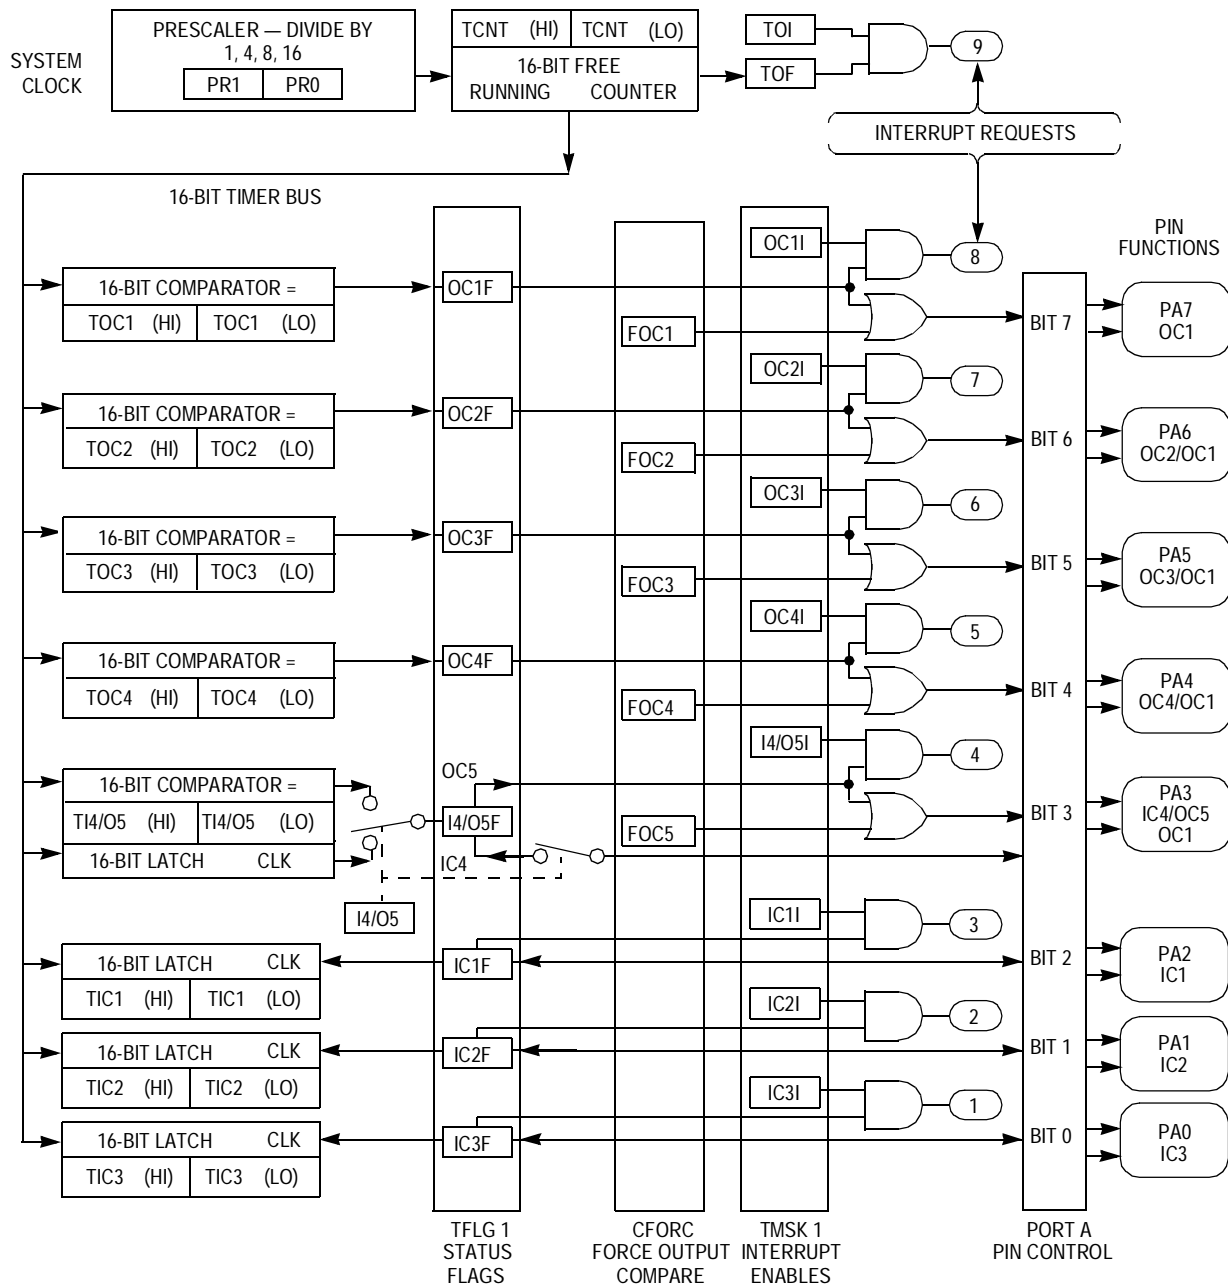 SYSTEM
CLOCK
PRESCALER — DIVIDE BY
1, 4, 8, 16
PR1 PR0
TCNT (HI) TCNT (LO)
16-BIT FREE
RUNNING COUNTER
TOI
TOF
9
INTERRUPT REQUESTS
16-BIT TIMER BUS
PIN
FUNCTIONS
OC1I
8
16-BIT COMPARATOR =
TOC1 (HI) TOC1 (LO)
OC1F
FOC1
BIT 7
PA7
OC1
OC2I
7
16-BIT COMPARATOR =
TOC2 (HI) TOC2 (LO)
OC2F
FOC2
BIT 6
PA6
OC2/OC1
OC3I
6
16-BIT COMPARATOR =
TOC3 (HI) TOC3 (LO)
OC3F
FOC3
BIT 5
PA5
OC3/OC1
OC4I
5
16-BIT COMPARATOR =
TOC4 (HI) TOC4 (LO)
OC4F
FOC4
BIT 4
PA4
OC4/OC1
I4/O5I
4
16-BIT COMPARATOR =
TI4/O5 (HI) TI4/O5 (LO)
16-BIT LATCH CLK
OC5
I4/O5F
IC4
I4/O5
FOC5
BIT 3
PA3
IC4/OC5
OC1
IC1I
3
16-BIT LATCH CLK
TIC1 (HI) TIC1 (LO)
IC1F
BIT 2
PA2
IC1
IC2I
2
16-BIT LATCH CLK
TIC2 (HI) TIC2 (LO)
IC2F
BIT 1
PA1
IC2
IC3I
1
16-BIT LATCH CLK
TIC3 (HI) TIC3 (LO)
IC3F
BIT 0
PA0
IC3
TFLG 1
STATUS
FLAGS
CFORC
FORCE OUTPUT
COMPARE
TMSK 1
INTERRUPT
ENABLES
PORT A
PIN CONTROL